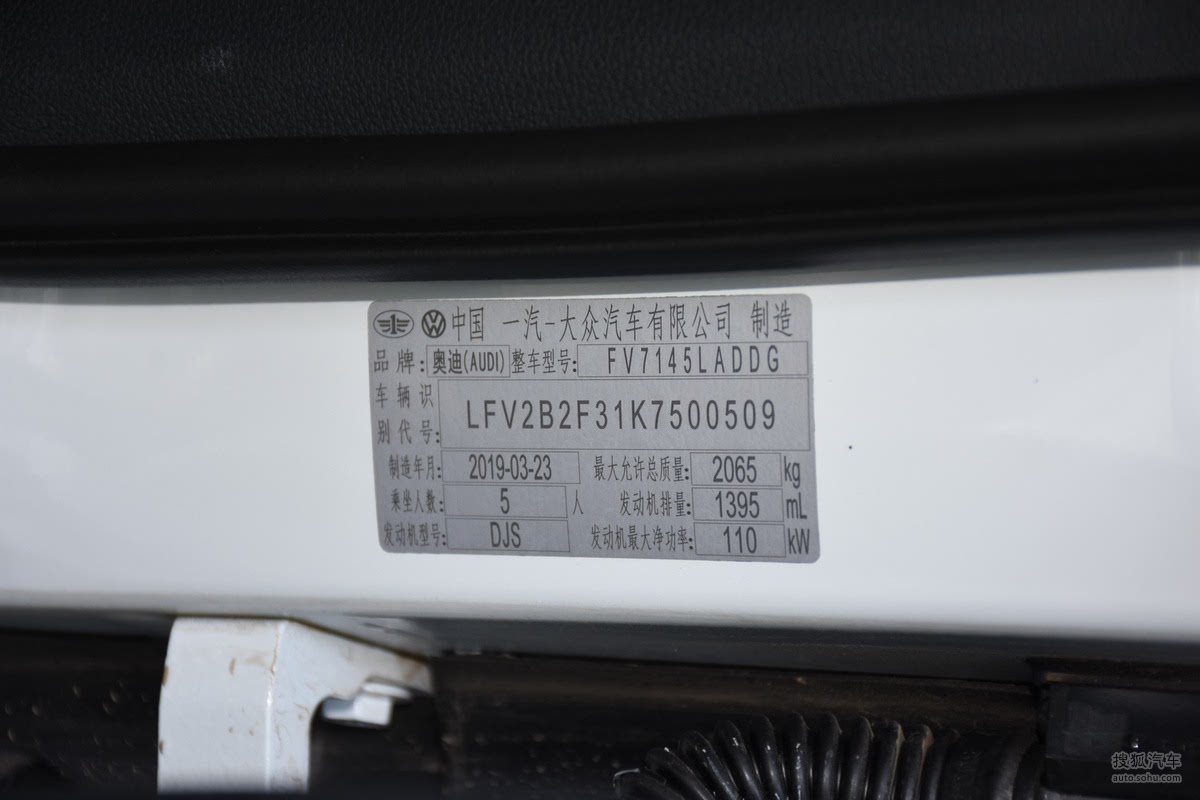 中国 一汽-大众汽车有限公司 制造
品牌: 奥迪(AUDI) 整车型号: FV7145LADDG
车辆识别代号: LFV2B2F31K7500509
制造年月: 2019-03-23 最大允许总质量: 2065 kg
乘坐人数: 5 人 发动机排量: 1395 mL
发动机型号: DJS 发动机最大净功率: 110 kW
搜狐汽车
auto.sohu.com